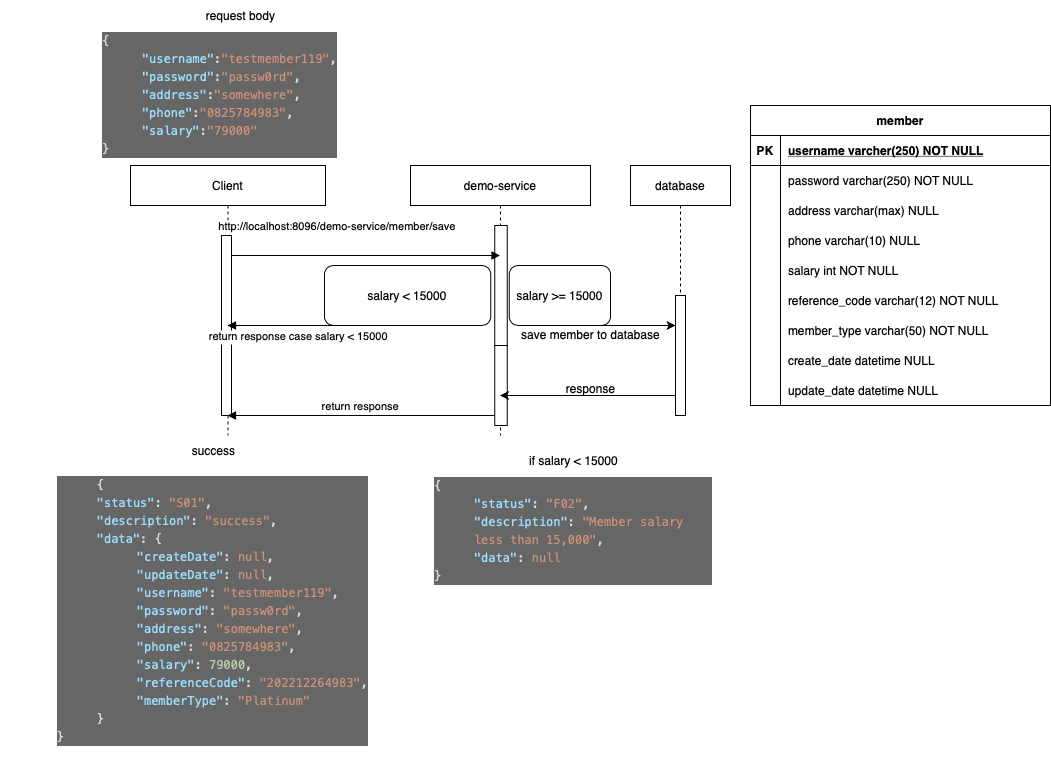 request body
{
"username":"testmember119",
"password":"passw0rd",
"address":"somewhere",
"phone":"0825784983",
"salary":"79000"
}
Client
demo-service
database
http://localhost:8096/demo-service/member/save
salary < 15000
salary >= 15000
return response case salary < 15000
save member to database
response
return response
member
PK
username varcher(250) NOT NULL
password varchar(250) NOT NULL
address varchar(max) NULL
phone varchar(10) NULL
salary int NOT NULL
reference_code varchar(12) NOT NULL
member_type varchar(50) NOT NULL
create_date datetime NULL
update_date datetime NULL
success
{
"status": "S01",
"description": "success",
"data": {
"createDate": null,
"updateDate": null,
"username": "testmember119",
"password": "passw0rd",
"address": "somewhere",
"phone": "0825784983",
"salary": 79000,
"referenceCode": "202212264983",
"memberType": "Platinum"
}
}
if salary < 15000
{
"status": "F02",
"description": "Member salary
less than 15,000",
"data": null
}